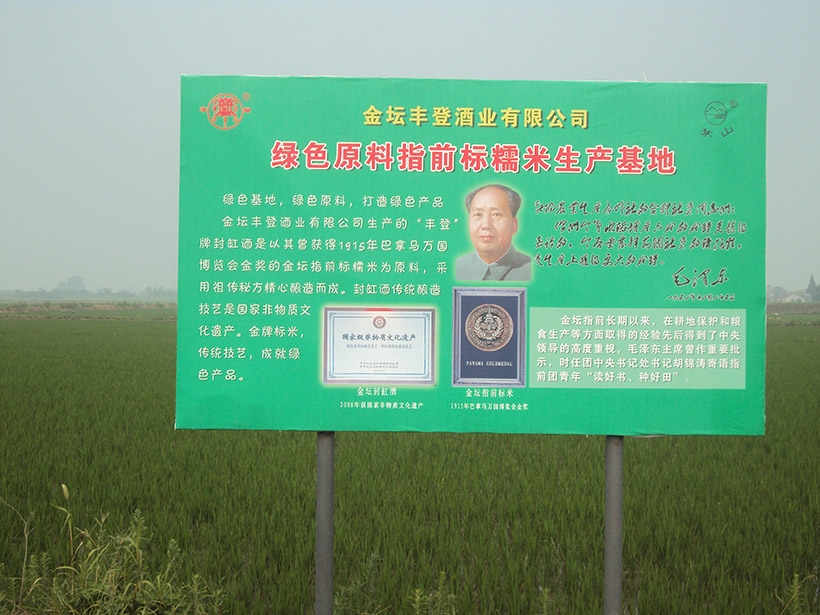 金坛丰登酒业有限公司
绿色原料指前标糯米生产基地
茅山
绿色基地，绿色原料，打造绿色产品
金坛丰登酒业有限公司生产的“丰登”
牌封缸酒是以其曾获得1915年巴拿马万国
博览会金奖的金坛指前标糯米为原料，采
用祖传秘方精心酿造而成。封缸酒传统酿造
技艺是国家非物质文
化遗产。金牌标米，
传统技艺，成就绿
色产品。
毛泽东
国家级非物质文化遗产
PANAMA GOLDMEDAL
金坛封缸酒
2008年获国家非物质文化遗产
金坛指前标米
1915年巴拿马万国博览会金奖
金坛指前长期以来，在耕地保护和粮
食生产等方面取得的经验先后得到了中央
领导的高度重视，毛泽东主席曾作重要批
示，时任团中央书记处书记胡锦涛寄语指
前团青年“读好书、种好田”。